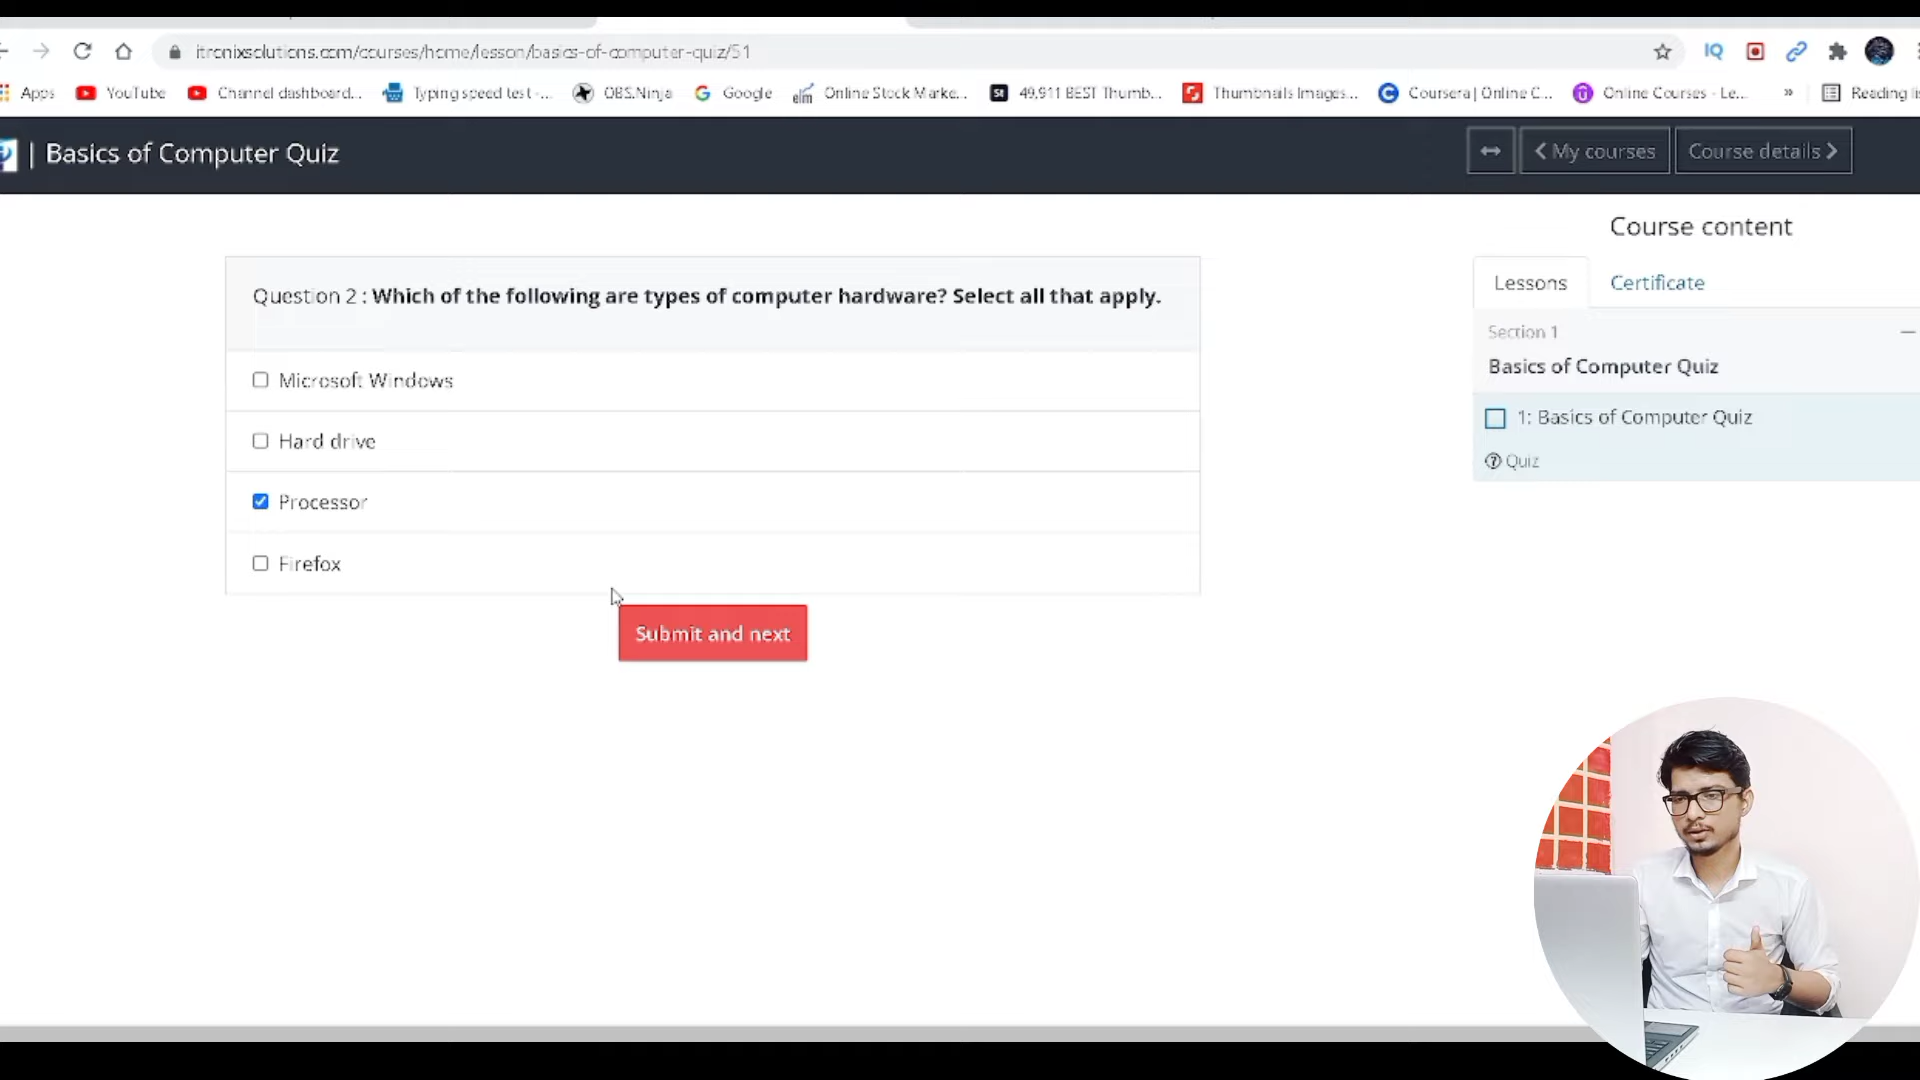 itronixsolutions.com/courses/home/lesson/basics-of-computer-quiz/51
IQ
Apps YouTube Channel dashboard... Typing speed test -... OBS.Ninja Google elm Online Stock Marke... St 49,911 BEST Thumb... Thumbnails Images... Coursera | Online C... Online Courses - Le... » Reading lis
| Basics of Computer Quiz
My courses
Course details
Course content
Question 2 : Which of the following are types of computer hardware? Select all that apply.
Microsoft Windows
Hard drive
Processor
Firefox
Submit and next
Lessons Certificate
Section 1
Basics of Computer Quiz
1: Basics of Computer Quiz
Quiz